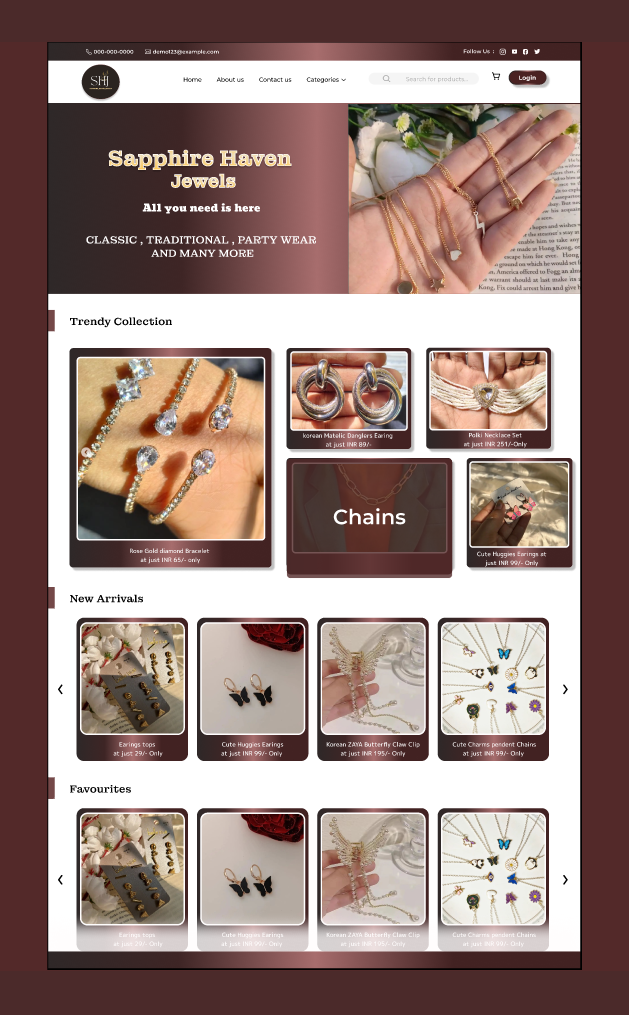 000-000-0000 demo123@example.com Follow Us :
SHJ
Home About us Contact us Categories Search for products... Login
Sapphire Haven
Jewels
All you need is here
CLASSIC , TRADITIONAL , PARTY WEAR
AND MANY MORE
Trendy Collection
Rose Gold diamond Bracelet
at just INR 65/- only
korean Matelic Danglers Earing
at just INR 89/-
Polki Necklace Set
at just INR 251/-Only
Chains
Cute Huggies Earings at
just INR 99/- Only
New Arrivals
Earings tops
at just 29/- Only
Cute Huggies Earings
at just INR 99/- Only
Korean ZAYA Butterfly Claw Clip
at just INR 195/- Only
Cute Charms pendent Chains
at just INR 99/- Only
Favourites
Earings tops
at just 29/- Only
Cute Huggies Earings
at just INR 99/- Only
Korean ZAYA Butterfly Claw Clip
at just INR 195/- Only
Cute Charms pendent Chains
at just INR 99/- Only